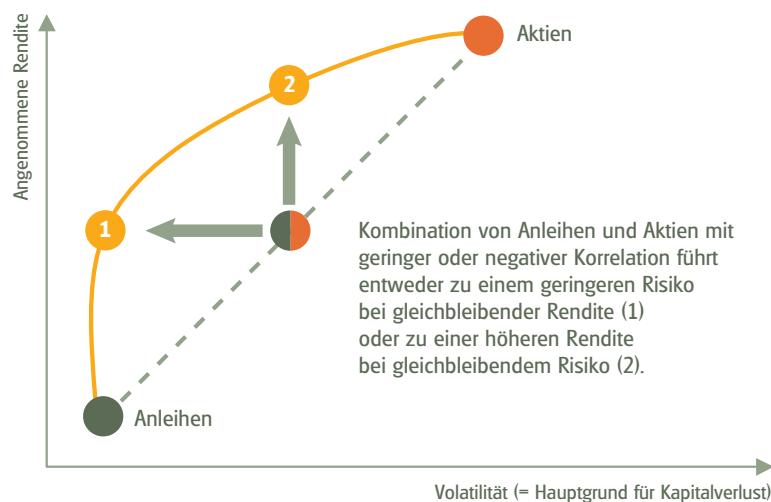 Aktien
2
Angenommene Rendite
1
Kombination von Anleihen und Aktien mit
geringer oder negativer Korrelation führt
entweder zu einem geringeren Risiko
bei gleichbleibender Rendite (1)
oder zu einer höheren Rendite
bei gleichbleibendem Risiko (2).
Anleihen
Volatilität (= Hauptgrund für Kapitalverlust)